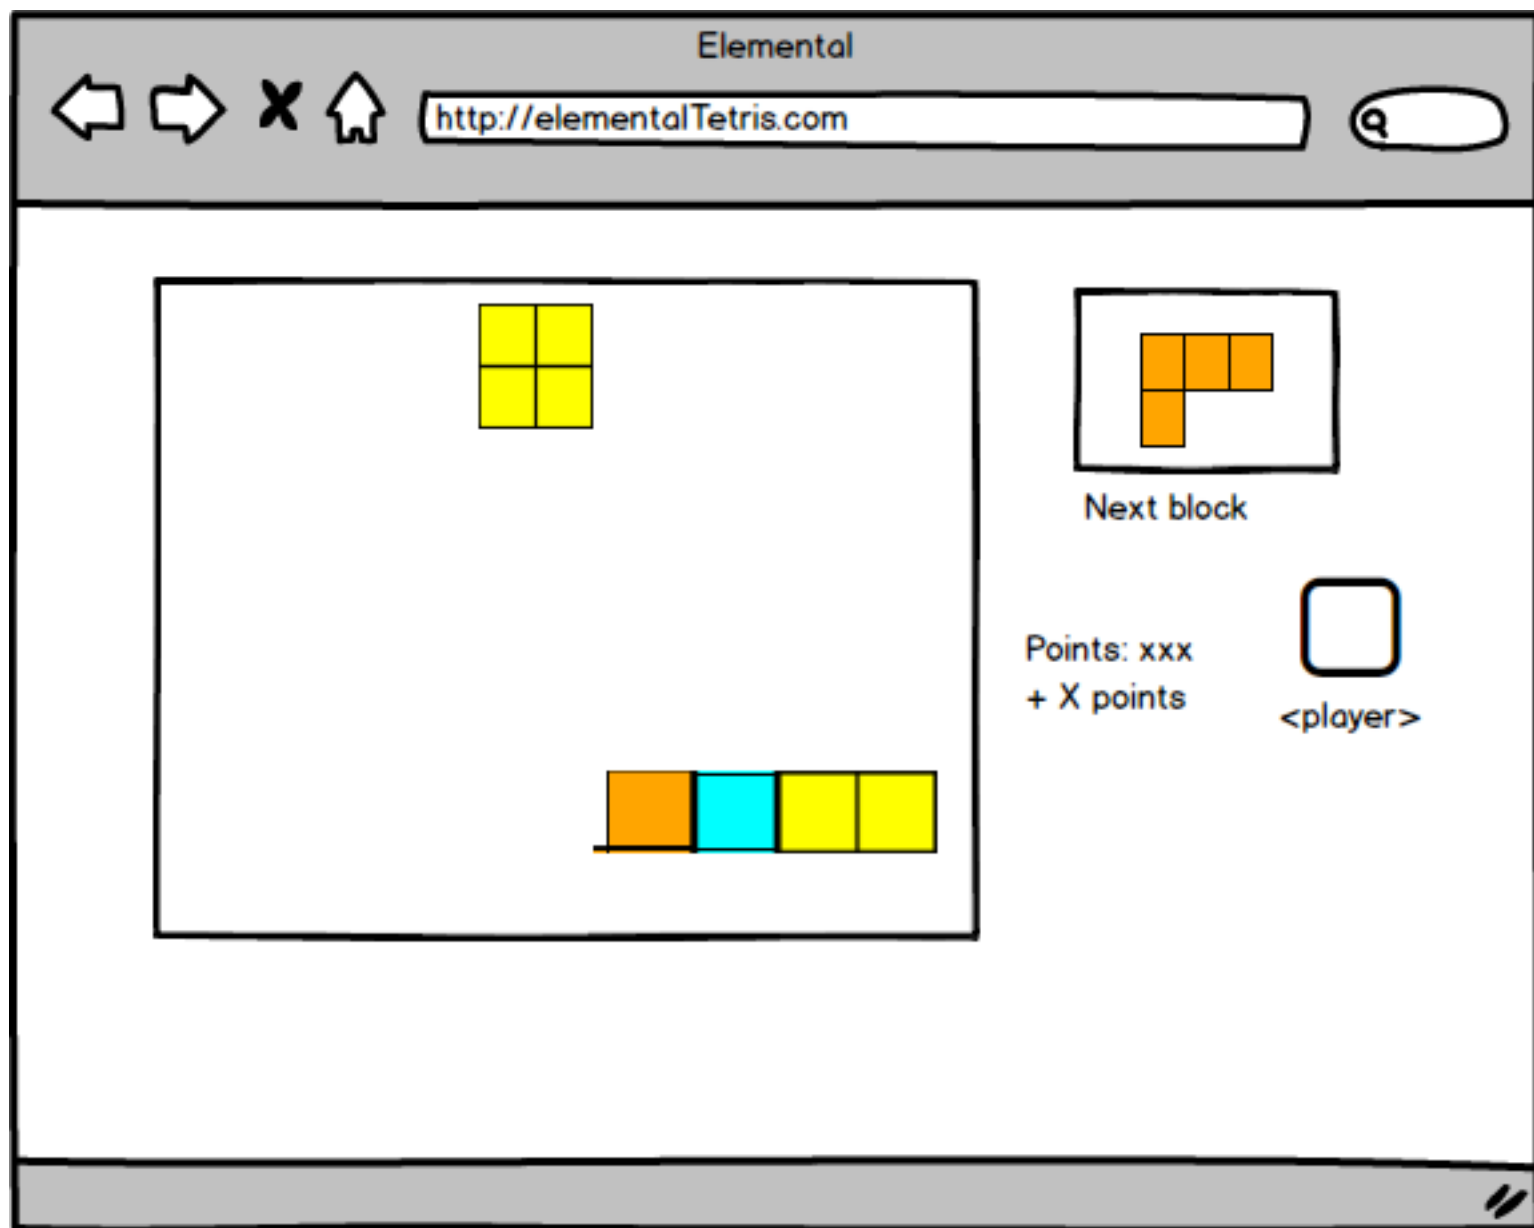 Elemental
http://elementalTetris.com
Next block
Points: xxx
+ X points
<player>